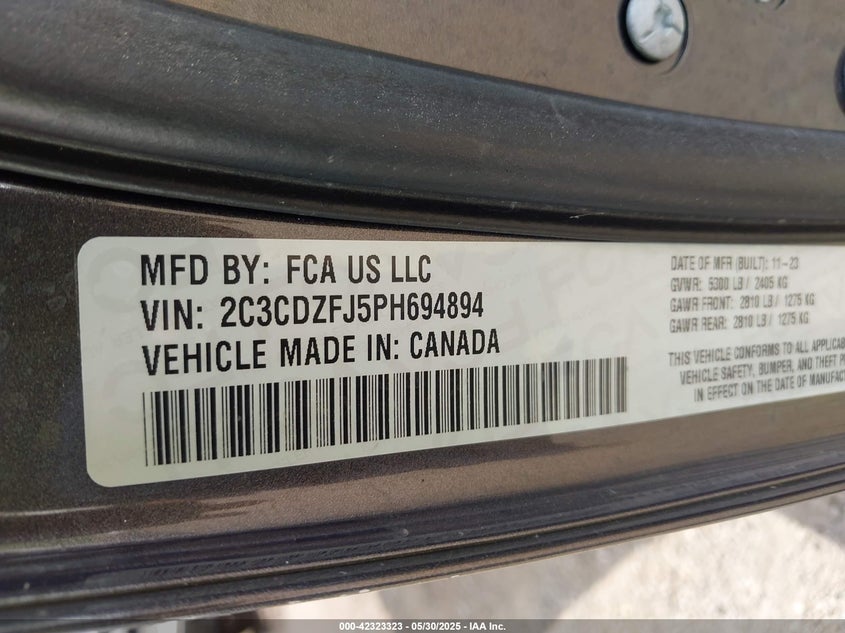 MFD BY: FCA US LLC
VIN: 2C3CDZFJ5PH694894
VEHICLE MADE IN: CANADA
DATE OF MFR (BUILT): 11-23
GVWR: 5300 LB / 2405 KG
GAWR FRONT: 2810 LB / 1275 KG
GAWR REAR: 2810 LB / 1275 KG
THIS VEHICLE CONFORMS TO ALL APPLICAB
VEHICLE SAFETY, BUMPER, AND THEFT P
IN EFFECT ON THE DATE OF MANUFAC
000-42323323 - 05/30/2025 - IAA Inc.